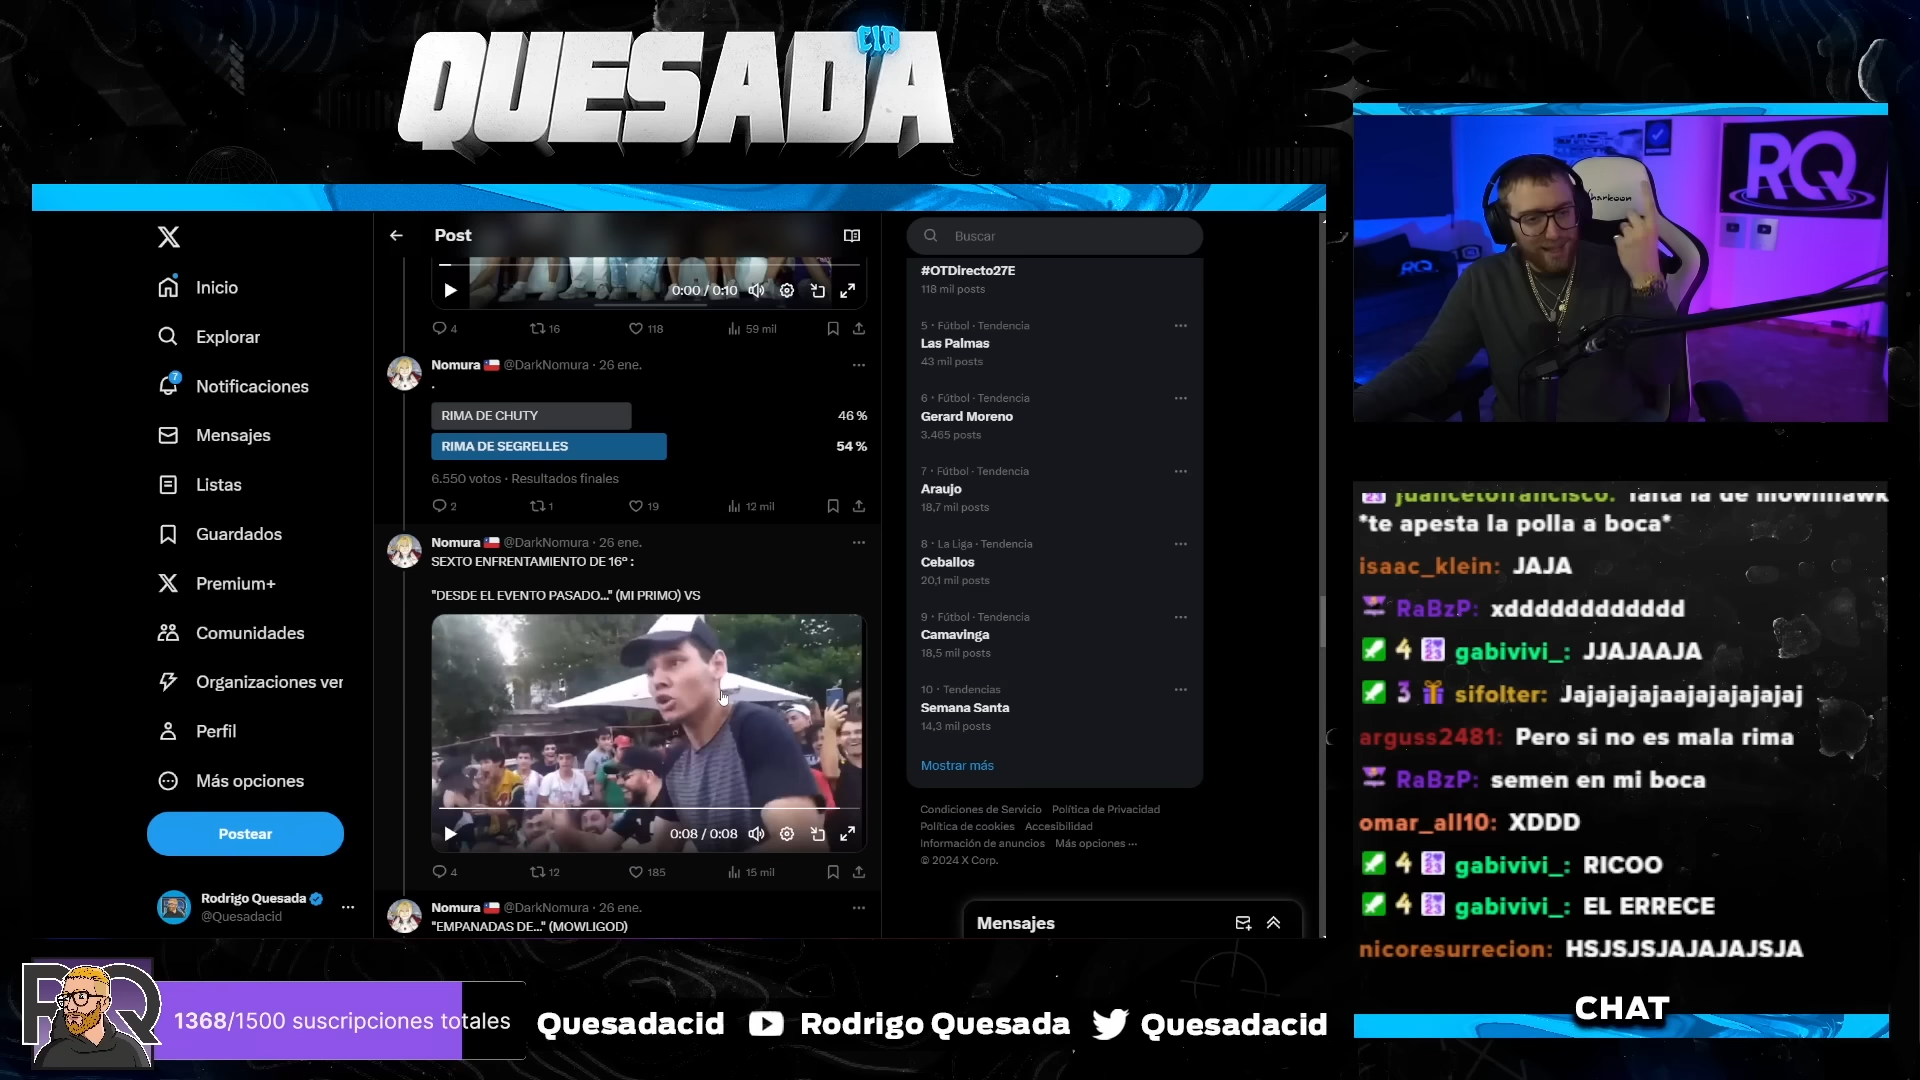 QUESADA
CID
Inicio
Explorar
7
Notificaciones
Mensajes
Listas
Guardados
Premium+
Comunidades
Organizaciones ver
Perfil
Más opciones
Postear
Rodrigo Quesada
@Quesadacid
Post
0:00 / 0:10
4 16 118 59 mil
Nomura @DarkNomura · 26 ene.
.
RIMA DE CHUTY 46 %
RIMA DE SEGRELLES 54 %
6.550 votos · Resultados finales
2 1 19 12 mil
Nomura @DarkNomura · 26 ene.
SEXTO ENFRENTAMIENTO DE 16º :
"DESDE EL EVENTO PASADO..." (MI PRIMO) VS
0:08 / 0:08
4 12 185 15 mil
Nomura @DarkNomura · 26 ene.
"EMPANADAS DE..." (MOWLIGOD)
Buscar
#OTDirecto27E
118 mil posts
5 · Fútbol · Tendencia
Las Palmas
43 mil posts
6 · Fútbol · Tendencia
Gerard Moreno
3.465 posts
7 · Fútbol · Tendencia
Araujo
18,7 mil posts
8 · La Liga · Tendencia
Ceballos
20,1 mil posts
9 · Fútbol · Tendencia
Camavinga
18,5 mil posts
10 · Tendencias
Semana Santa
14,3 mil posts
Mostrar más
Condiciones de Servicio Política de Privacidad
Política de cookies Accesibilidad
Información de anuncios Más opciones ···
© 2024 X Corp.
Mensajes
RQ
RQ.
juancetofrancisco: falta la de mowlihawk
*te apesta la polla a boca*
isaac_klein: JAJA
RaBzP: xdddddddddddd
4 gabivivi_: JJAJAAJA
3 sifolter: Jajajajajaajajajajajaj
arguss2481: Pero si no es mala rima
RaBzP: semen en mi boca
omar_all10: XDDD
4 gabivivi_: RICOO
4 gabivivi_: EL ERRECE
nicoresurrecion: HSJSJSJAJAJAJSJA
CHAT
RQ
1368/1500 suscripciones totales
Quesadacid Rodrigo Quesada Quesadacid